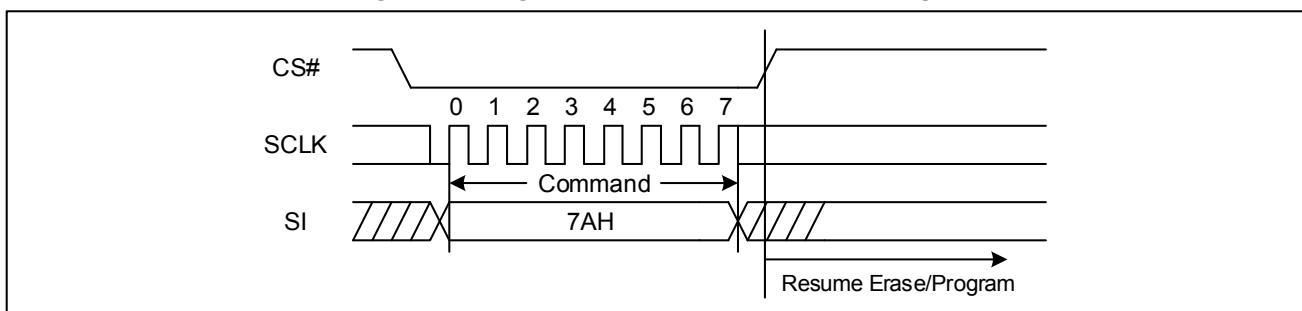 CS#
0 1 2 3 4 5 6 7
SCLK
Command
SI
7AH
Resume Erase/Program